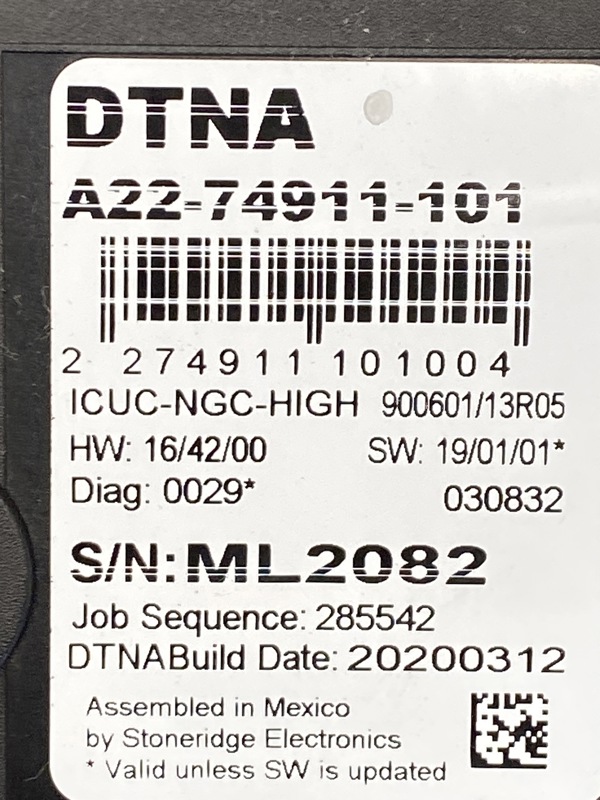 DTNA
A22-74911-101
2 274911 101004
ICUC-NGC-HIGH 900601/13R05
HW: 16/42/00 SW: 19/01/01*
Diag: 0029* 030832
S/N:ML2082
Job Sequence: 285542
DTNABuild Date: 20200312
Assembled in Mexico
by Stoneridge Electronics
* Valid unless SW is updated